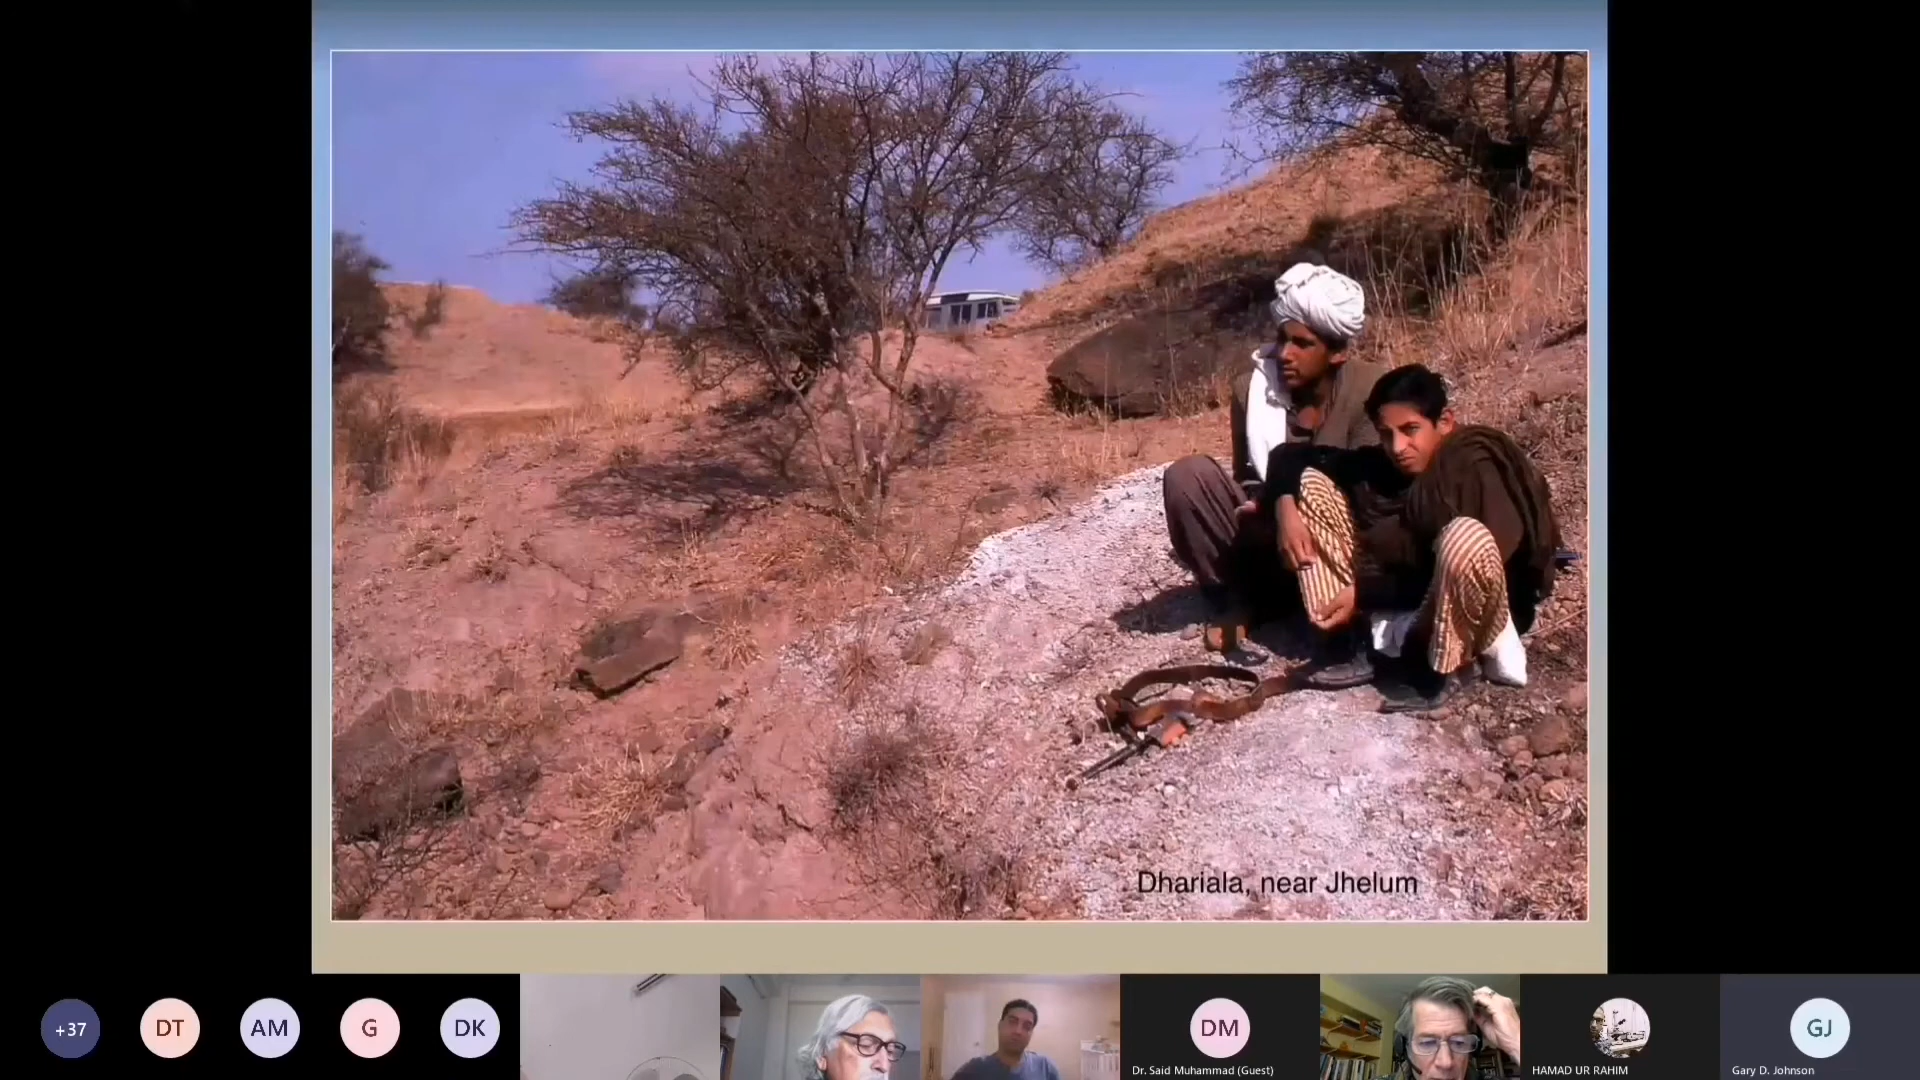 Dhariala, near Jhelum
+37
DT
AM
G
DK
DM
Dr. Said Muhammad (Guest)
HAMAD UR RAHIM
GJ
Gary D. Johnson